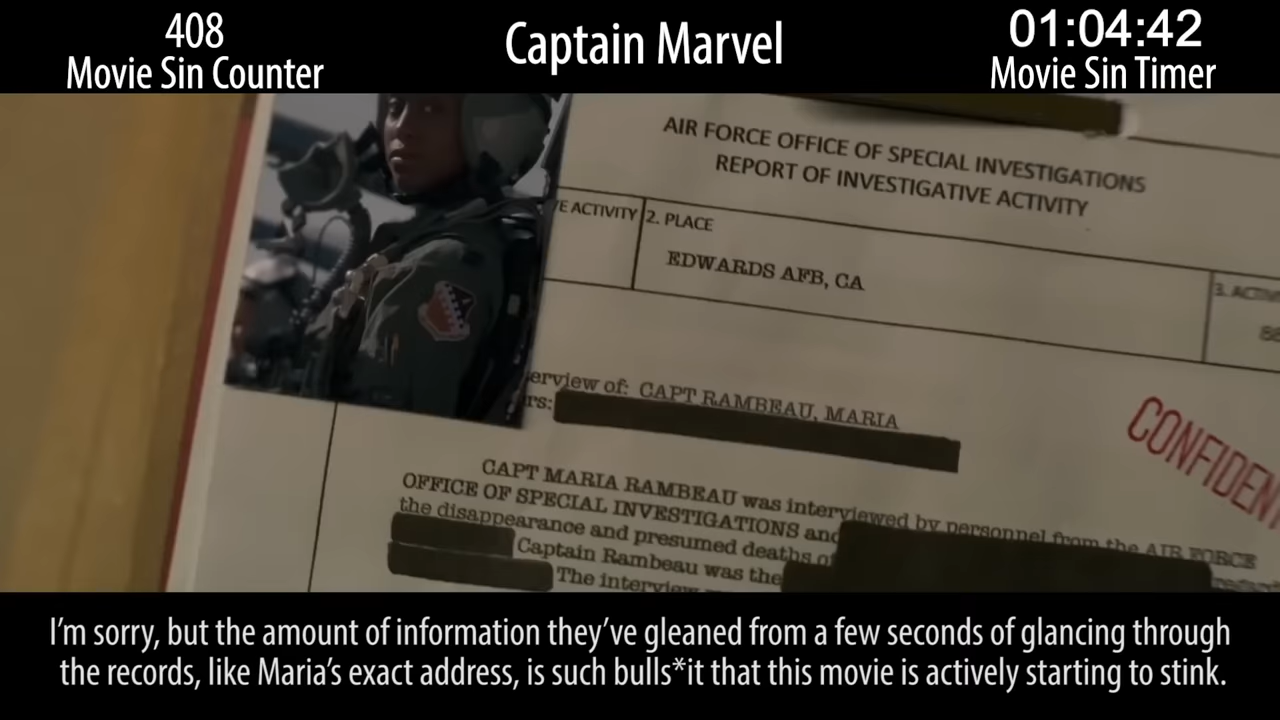 408
Movie Sin Counter
Captain Marvel
01:04:42
Movie Sin Timer
AIR FORCE OFFICE OF SPECIAL INVESTIGATIONS
REPORT OF INVESTIGATIVE ACTIVITY
ACTIVITY
2. PLACE
EDWARDS AFB, CA
3.
erview of: CAPT RAMBEAU, MARIA
rs:
CONFIDEN
CAPT MARIA RAMBEAU was interviewed by personnel from the AIR FORCE
OFFICE OF SPECIAL INVESTIGATIONS and
the disappearance and presumed deaths of
Captain Rambeau was the
The interview
I'm sorry, but the amount of information they've gleaned from a few seconds of glancing through
the records, like Maria's exact address, is such bulls*it that this movie is actively starting to stink.